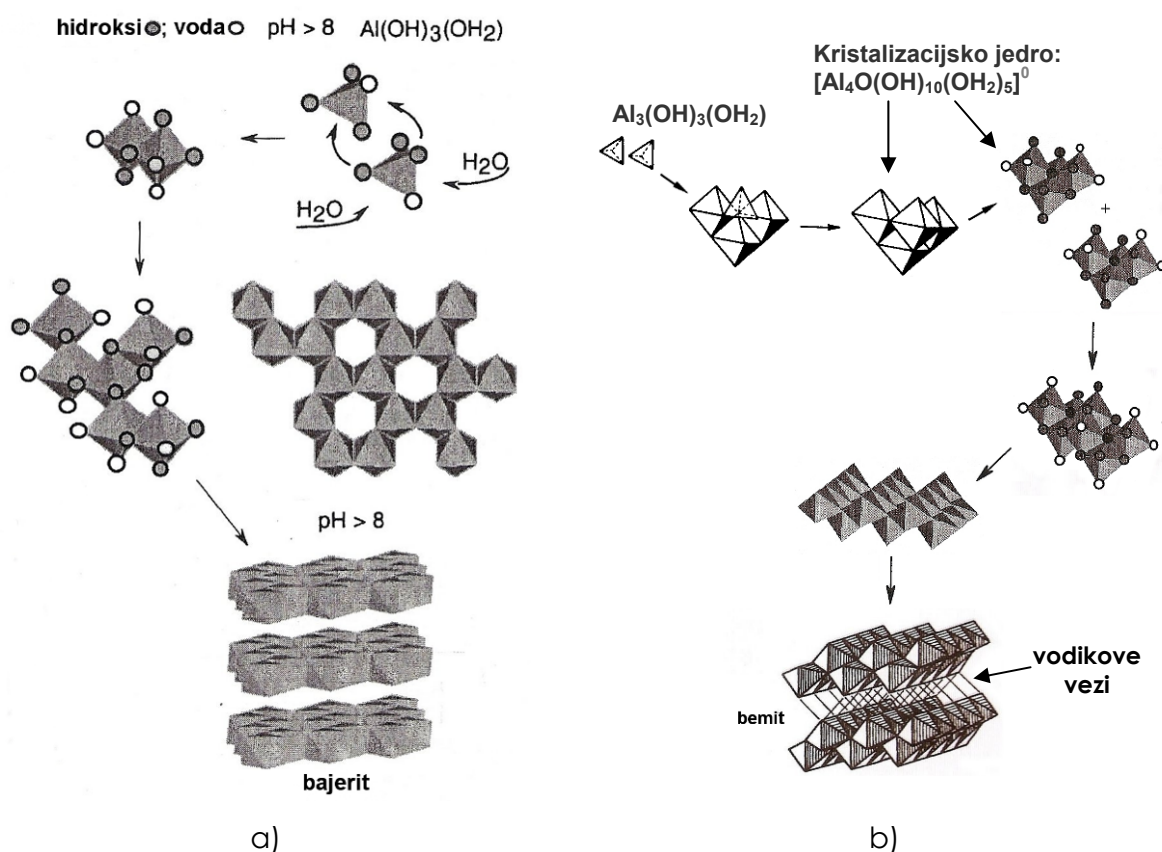 hidroksi; voda pH > 8 Al(OH)₃(OH₂)
H₂O
H₂O
pH > 8
bajerit
a)
Kristalizacijsko jedro:
[Al₄O(OH)₁₀(OH₂)₅]⁰
Al₃(OH)₃(OH₂)
+
vodikove
vezi
bemit
b)